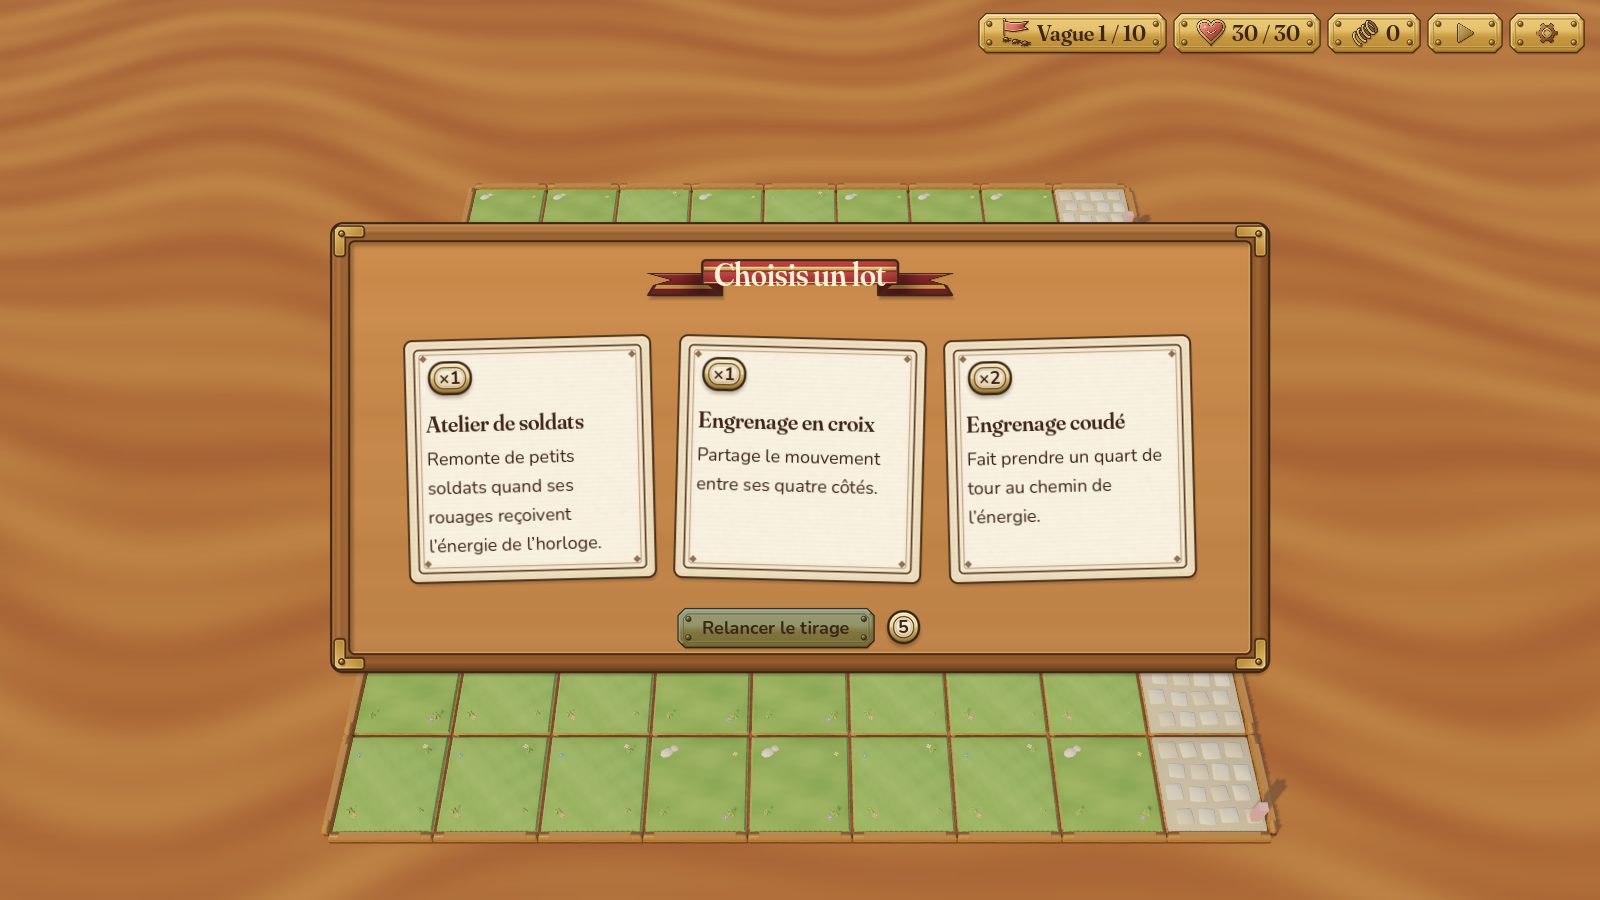 Vague 1 / 10
30 / 30
0
Choisis un lot
×1
Atelier de soldats
Remonte de petits
soldats quand ses
rouages reçoivent
l’énergie de l’horloge.
×1
Engrenage en croix
Partage le mouvement
entre ses quatre côtés.
×2
Engrenage coudé
Fait prendre un quart de
tour au chemin de
l’énergie.
Relancer le tirage
5